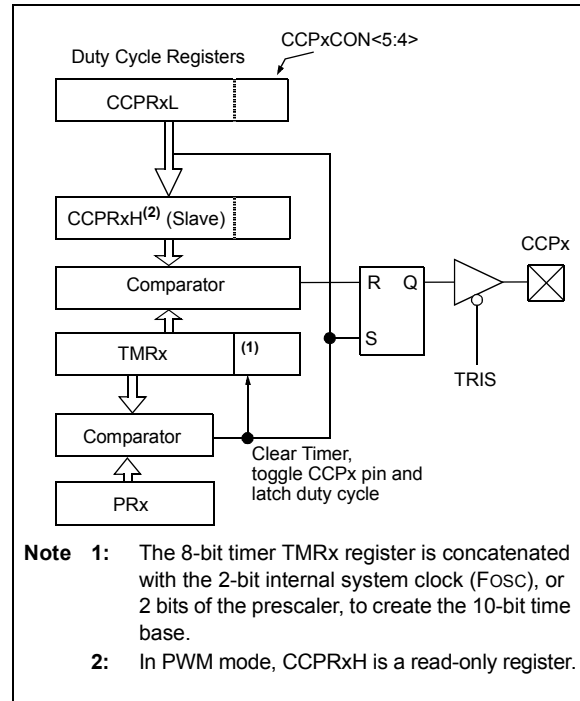 CCPxCON<5:4>
Duty Cycle Registers
CCPRxL
CCPRxH(2) (Slave)
CCPx
Comparator
R Q
TMRx (1)
S
TRIS
Comparator
Clear Timer,
toggle CCPx pin and
latch duty cycle
PRx
Note 1: The 8-bit timer TMRx register is concatenated
with the 2-bit internal system clock (FOSC), or
2 bits of the prescaler, to create the 10-bit time
base.
2: In PWM mode, CCPRxH is a read-only register.